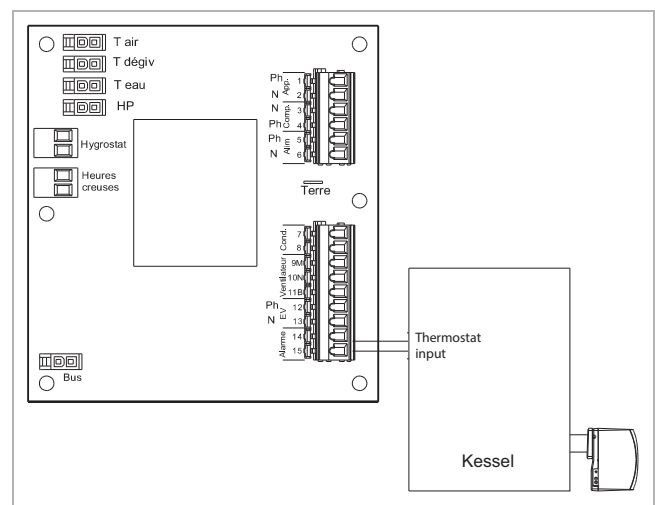 T air
T dégiv
T eau
HP
Hygrostat
Heures
creuses
Bus
Ph 1
N 2
App.
N 3
Ph 4
Comp.
Ph 5
N 6
Alim
Terre
7
8
Cond.
9M
10N
11B
Ventilateur
Ph 12
N 13
EV
14
15
Alarme
Thermostat
input
Kessel